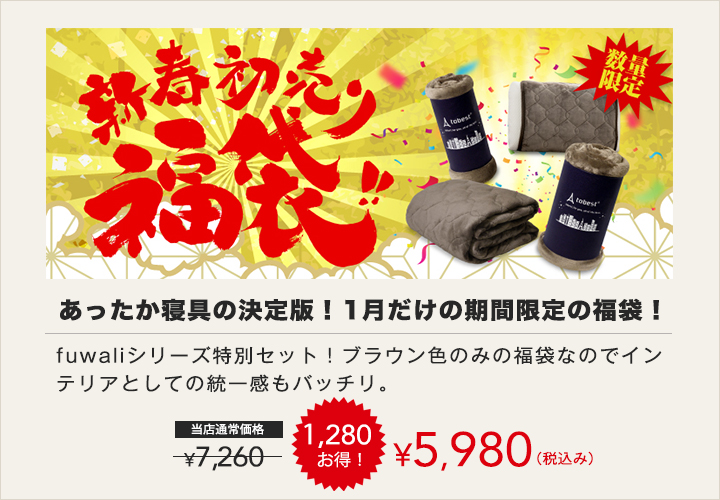 新春初売り
福袋!!
数量
限定
tobest
tobest
あったか寝具の決定版！1月だけの期間限定の福袋！
fuwaliシリーズ特別セット！ブラウン色のみの福袋なのでイン
テリアとしての統一感もバッチリ。
当店通常価格
¥7,260
1,280
お得！
¥5,980（税込み）